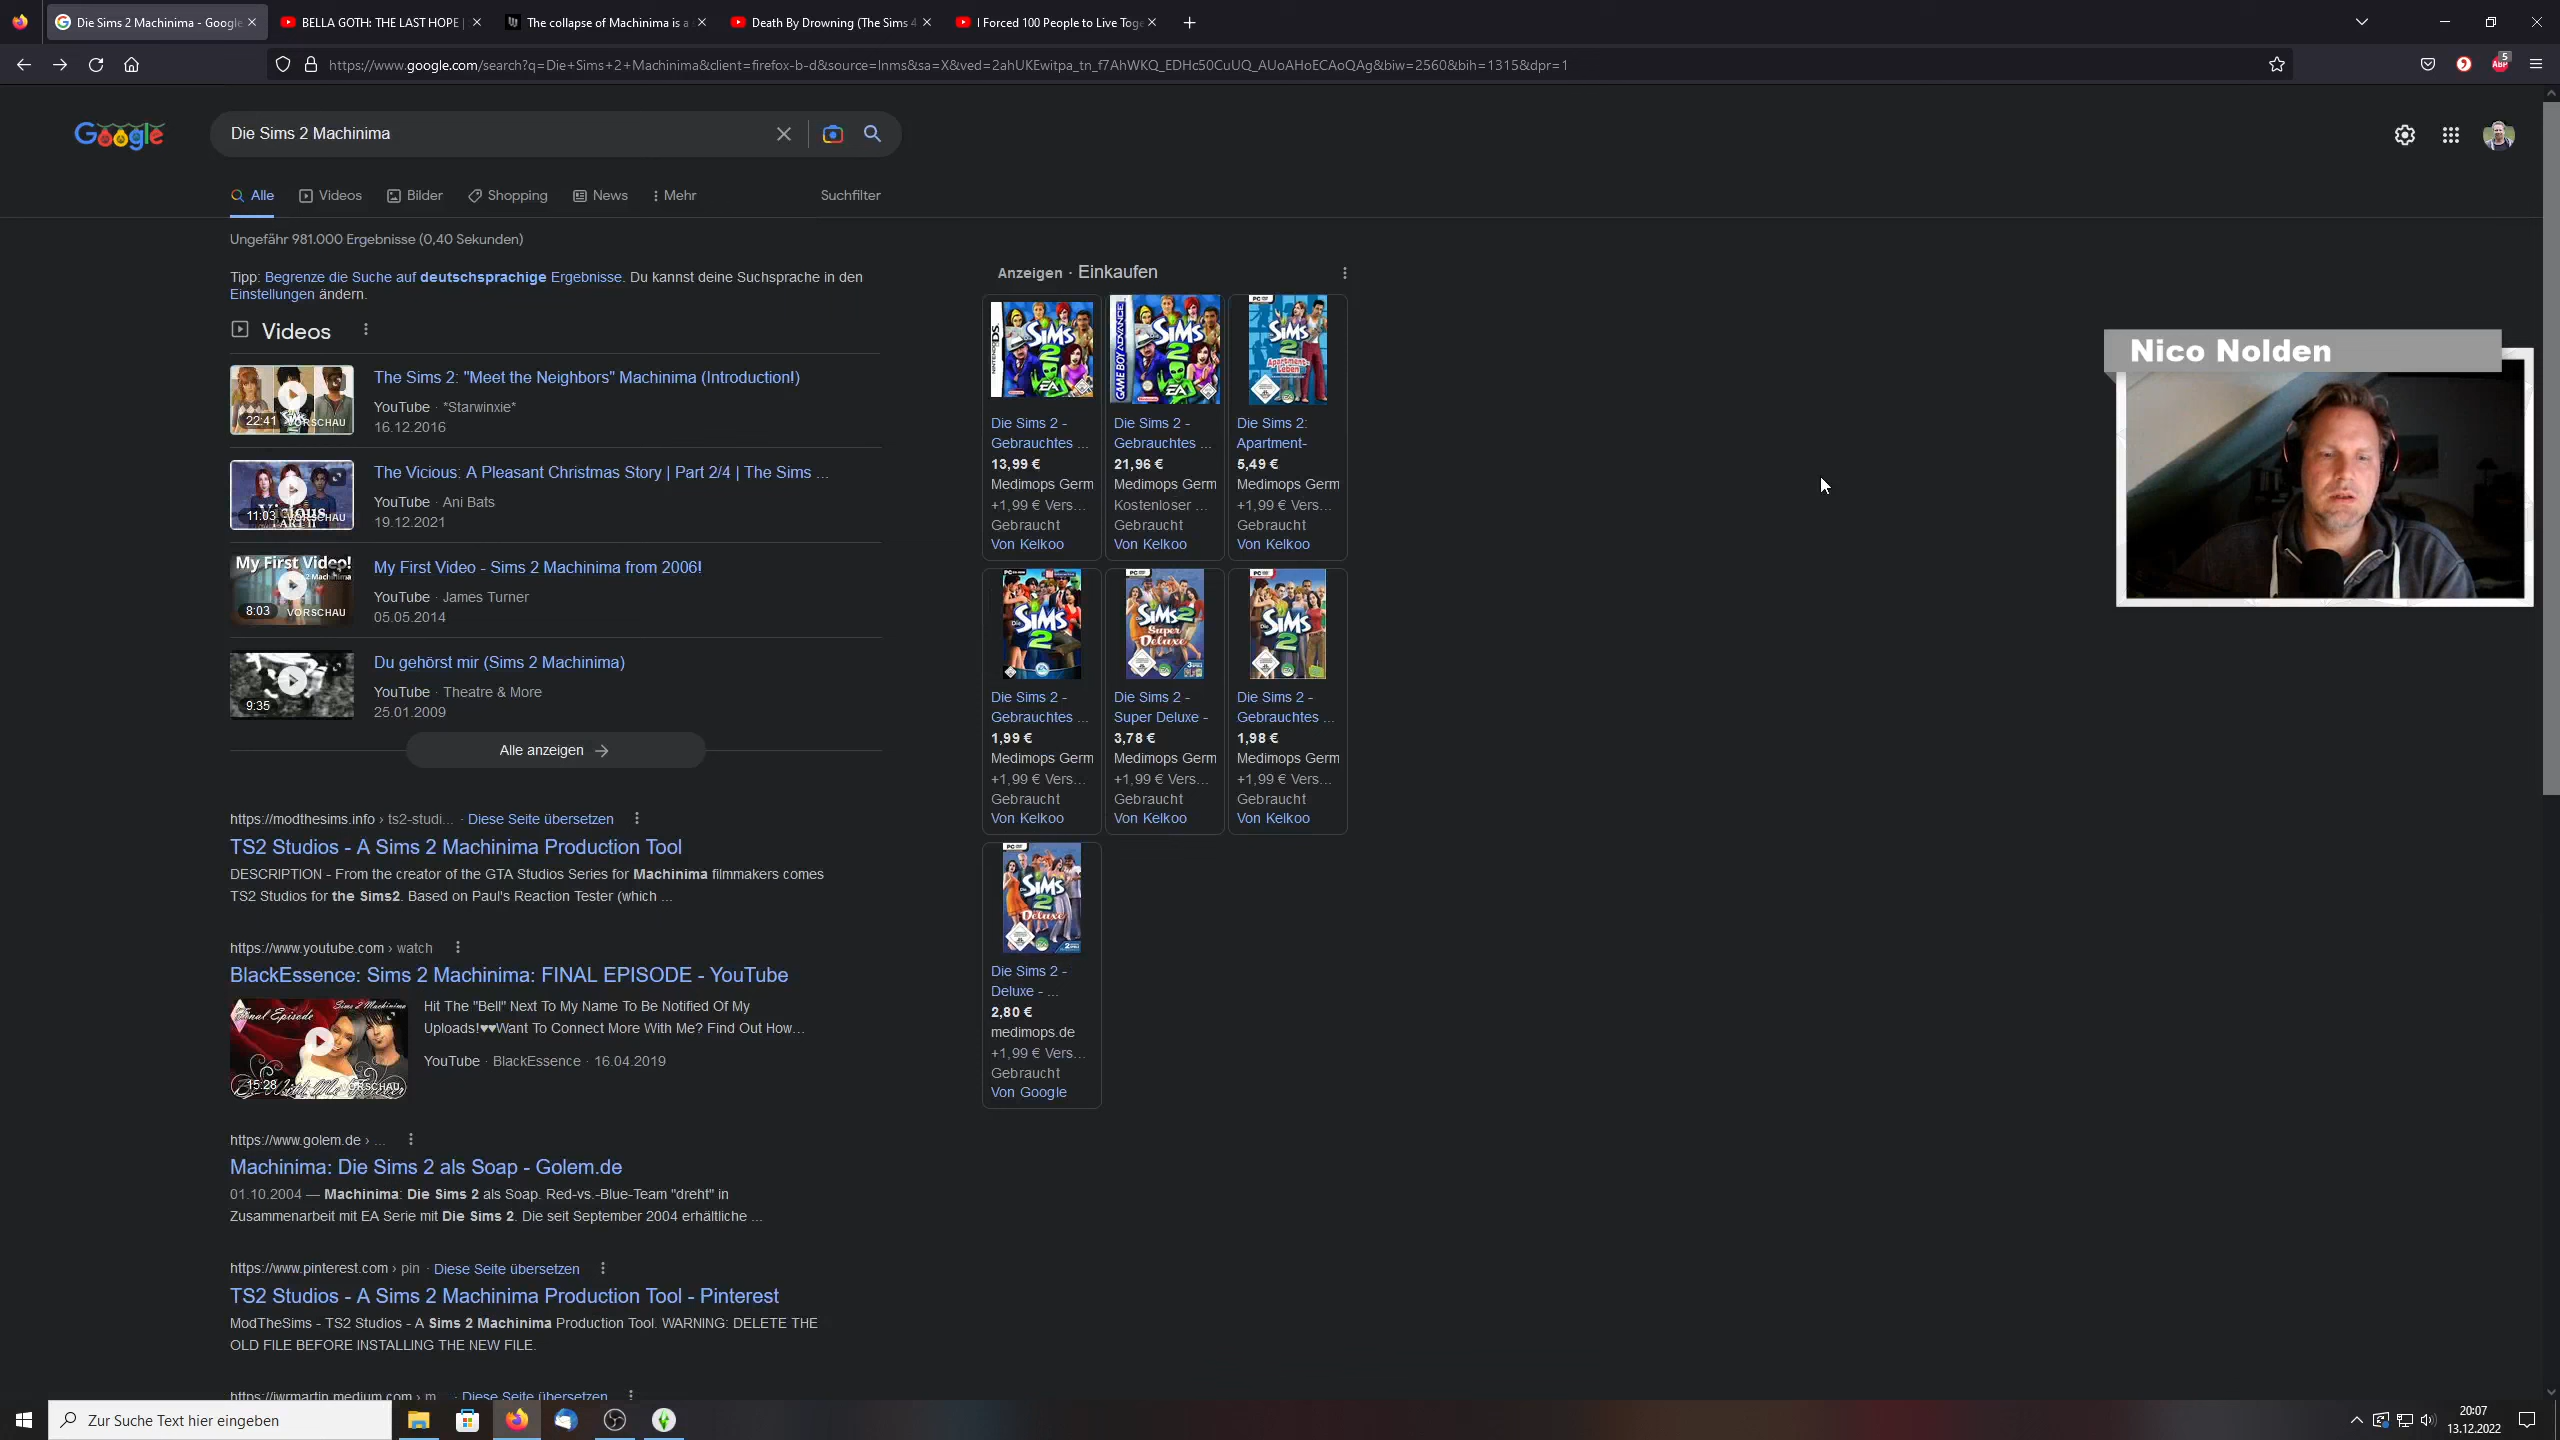 Die Sims 2 Machinima - Google
BELLA GOTH: THE LAST HOPE |
The collapse of Machinima is a
Death By Drowning (The Sims 4
I Forced 100 People to Live Toge
https://www.google.com/search?q=Die+Sims+2+Machinima&client=firefox-b-d&source=lnms&sa=X&ved=2ahUKEwitpa_tn_f7AhWKQ_EDHc50CuUQ_AUoAHoECAoQAg&biw=2560&bih=1315&dpr=1
ABP
5
Google
Die Sims 2 Machinima
Alle
Videos
Bilder
Shopping
News
Mehr
Suchfilter
Ungefähr 981.000 Ergebnisse (0,40 Sekunden)
Tipp: Begrenze die Suche auf deutschsprachige Ergebnisse. Du kannst deine Suchsprache in den
Einstellungen ändern.
Videos
The Sims 2: "Meet the Neighbors" Machinima (Introduction!)
YouTube · *Starwinxie*
16.12.2016
22:41
VORSCHAU
The Vicious: A Pleasant Christmas Story | Part 2/4 | The Sims ...
YouTube · Ani Bats
19.12.2021
11:03
VORSCHAU
My First Video!
My First Video - Sims 2 Machinima from 2006!
YouTube · James Turner
05.05.2014
8:03
VORSCHAU
Du gehörst mir (Sims 2 Machinima)
YouTube · Theatre & More
25.01.2009
9:35
Alle anzeigen
https://modthesims.info › ts2-studi... · Diese Seite übersetzen
TS2 Studios - A Sims 2 Machinima Production Tool
DESCRIPTION - From the creator of the GTA Studios Series for Machinima filmmakers comes
TS2 Studios for the Sims2. Based on Paul's Reaction Tester (which ...
https://www.youtube.com › watch
BlackEssence: Sims 2 Machinima: FINAL EPISODE - YouTube
Sims 2 Machinima
Final Episode
15:28
VORSCHAU
Hit The "Bell" Next To My Name To Be Notified Of My
Uploads!♥♥Want To Connect More With Me? Find Out How...
YouTube · BlackEssence · 16.04.2019
https://www.golem.de › ...
Machinima: Die Sims 2 als Soap - Golem.de
01.10.2004 — Machinima: Die Sims 2 als Soap. Red-vs.-Blue-Team "dreht" in
Zusammenarbeit mit EA Serie mit Die Sims 2. Die seit September 2004 erhältliche ...
https://www.pinterest.com › pin · Diese Seite übersetzen
TS2 Studios - A Sims 2 Machinima Production Tool - Pinterest
ModTheSims - TS2 Studios - A Sims 2 Machinima Production Tool. WARNING: DELETE THE
OLD FILE BEFORE INSTALLING THE NEW FILE.
https://jwrmartin.medium.com › m... · Diese Seite übersetzen
Anzeigen · Einkaufen
Die Sims 2 -
Gebrauchtes ...
13,99 €
Medimops Germ
+1,99 € Vers...
Gebraucht
Von Kelkoo
Die Sims 2 -
Gebrauchtes ...
21,96 €
Medimops Germ
Kostenloser ...
Gebraucht
Von Kelkoo
Die Sims 2:
Apartment-
5,49 €
Medimops Germ
+1,99 € Vers...
Gebraucht
Von Kelkoo
Die Sims 2 -
Gebrauchtes ...
1,99 €
Medimops Germ
+1,99 € Vers...
Gebraucht
Von Kelkoo
Die Sims 2 -
Super Deluxe -
3,78 €
Medimops Germ
+1,99 € Vers...
Gebraucht
Von Kelkoo
Die Sims 2 -
Gebrauchtes ...
1,98 €
Medimops Germ
+1,99 € Vers...
Gebraucht
Von Kelkoo
Die Sims 2 -
Deluxe - ...
2,80 €
medimops.de
+1,99 € Vers...
Gebraucht
Von Google
Nico Nolden
Zur Suche Text hier eingeben
20:07
13.12.2022